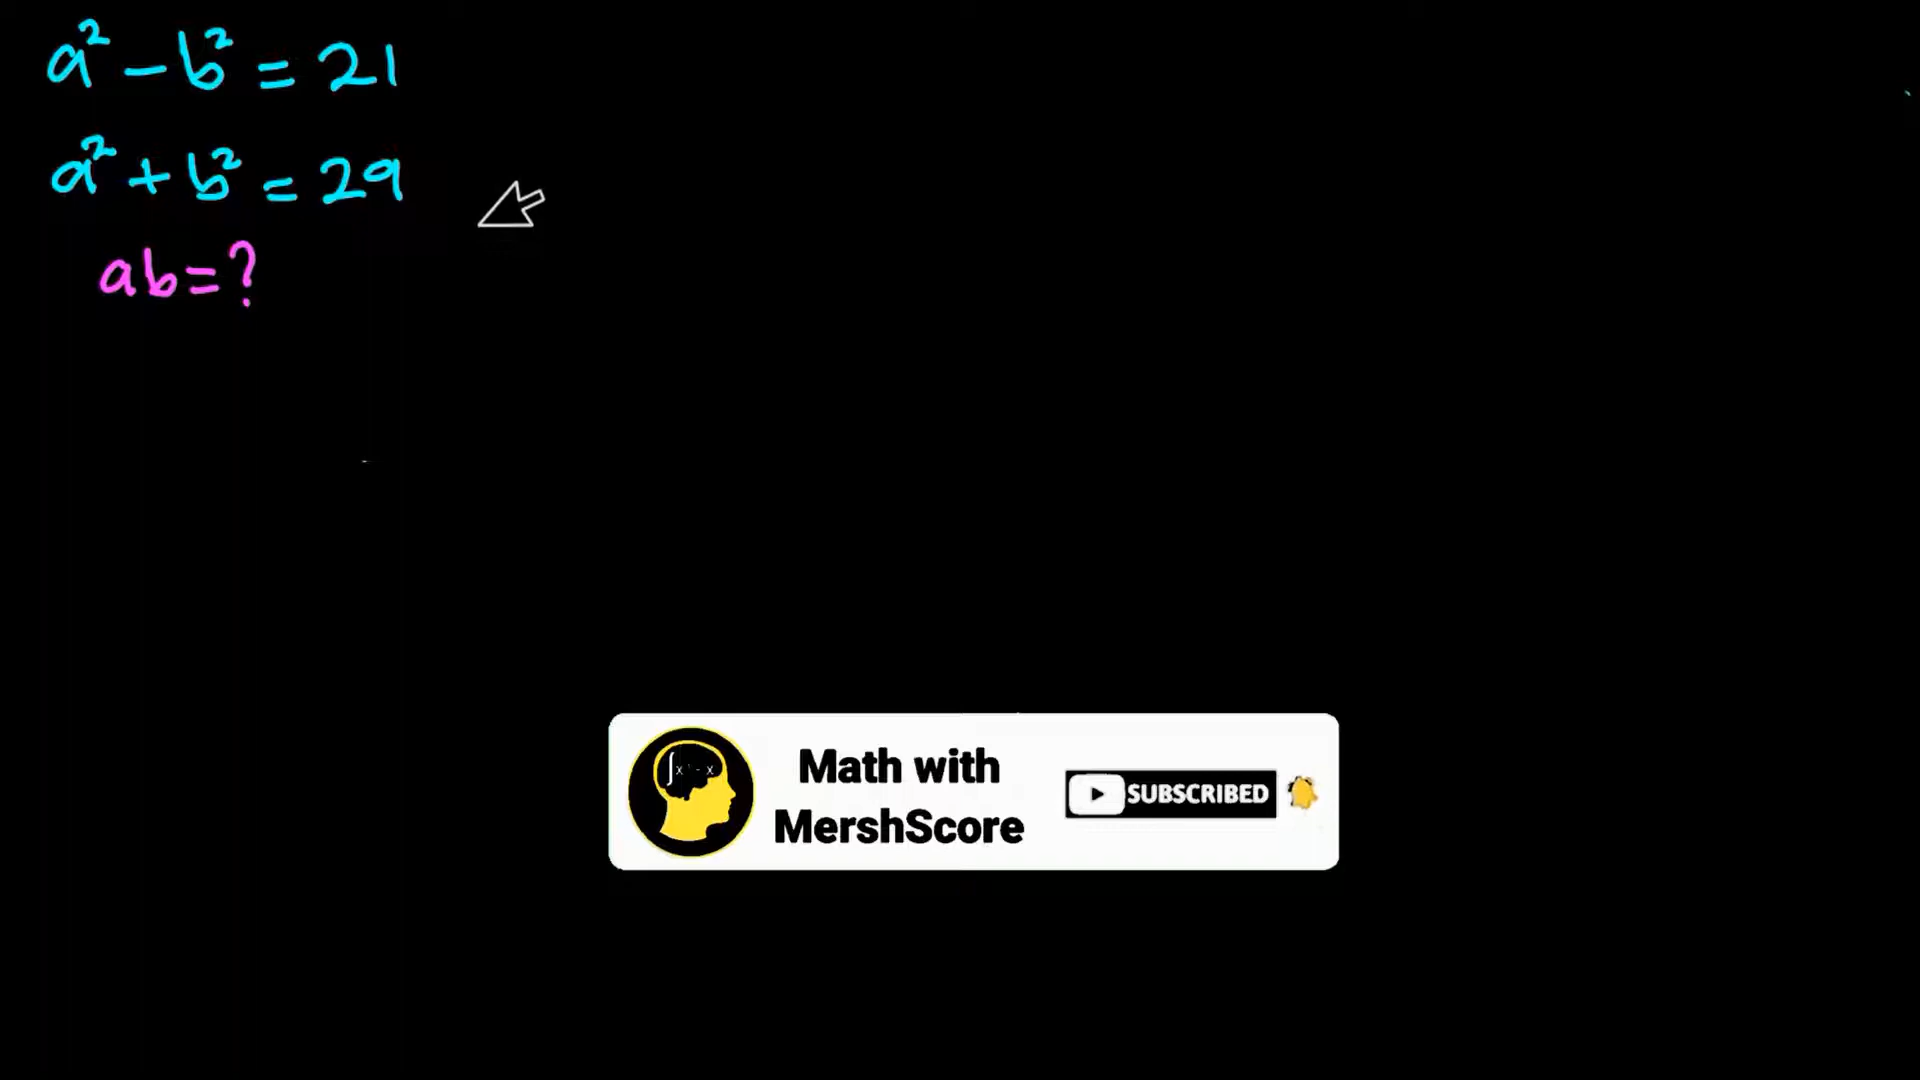 a² − b² = 21
a² + b² = 29
ab = ?
Math with
MershScore
SUBSCRIBED